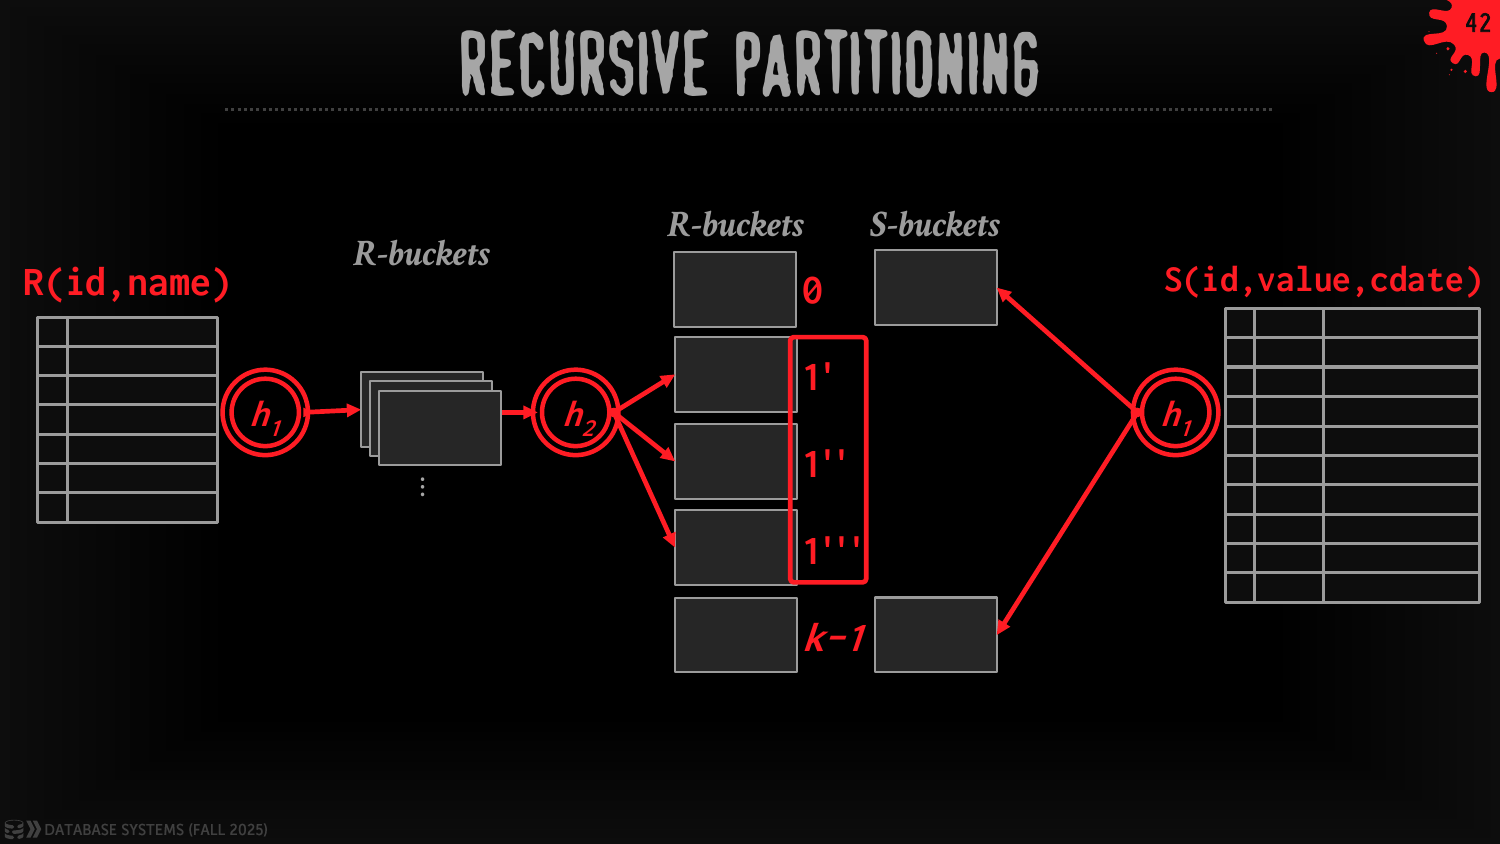 42
RECURSIVE PARTITIONING
R-buckets
S-buckets
R-buckets
R(id,name)
S(id,value,cdate)
0
1'
h1
h2
h1
1''
1'''
k-1
DATABASE SYSTEMS (FALL 2025)